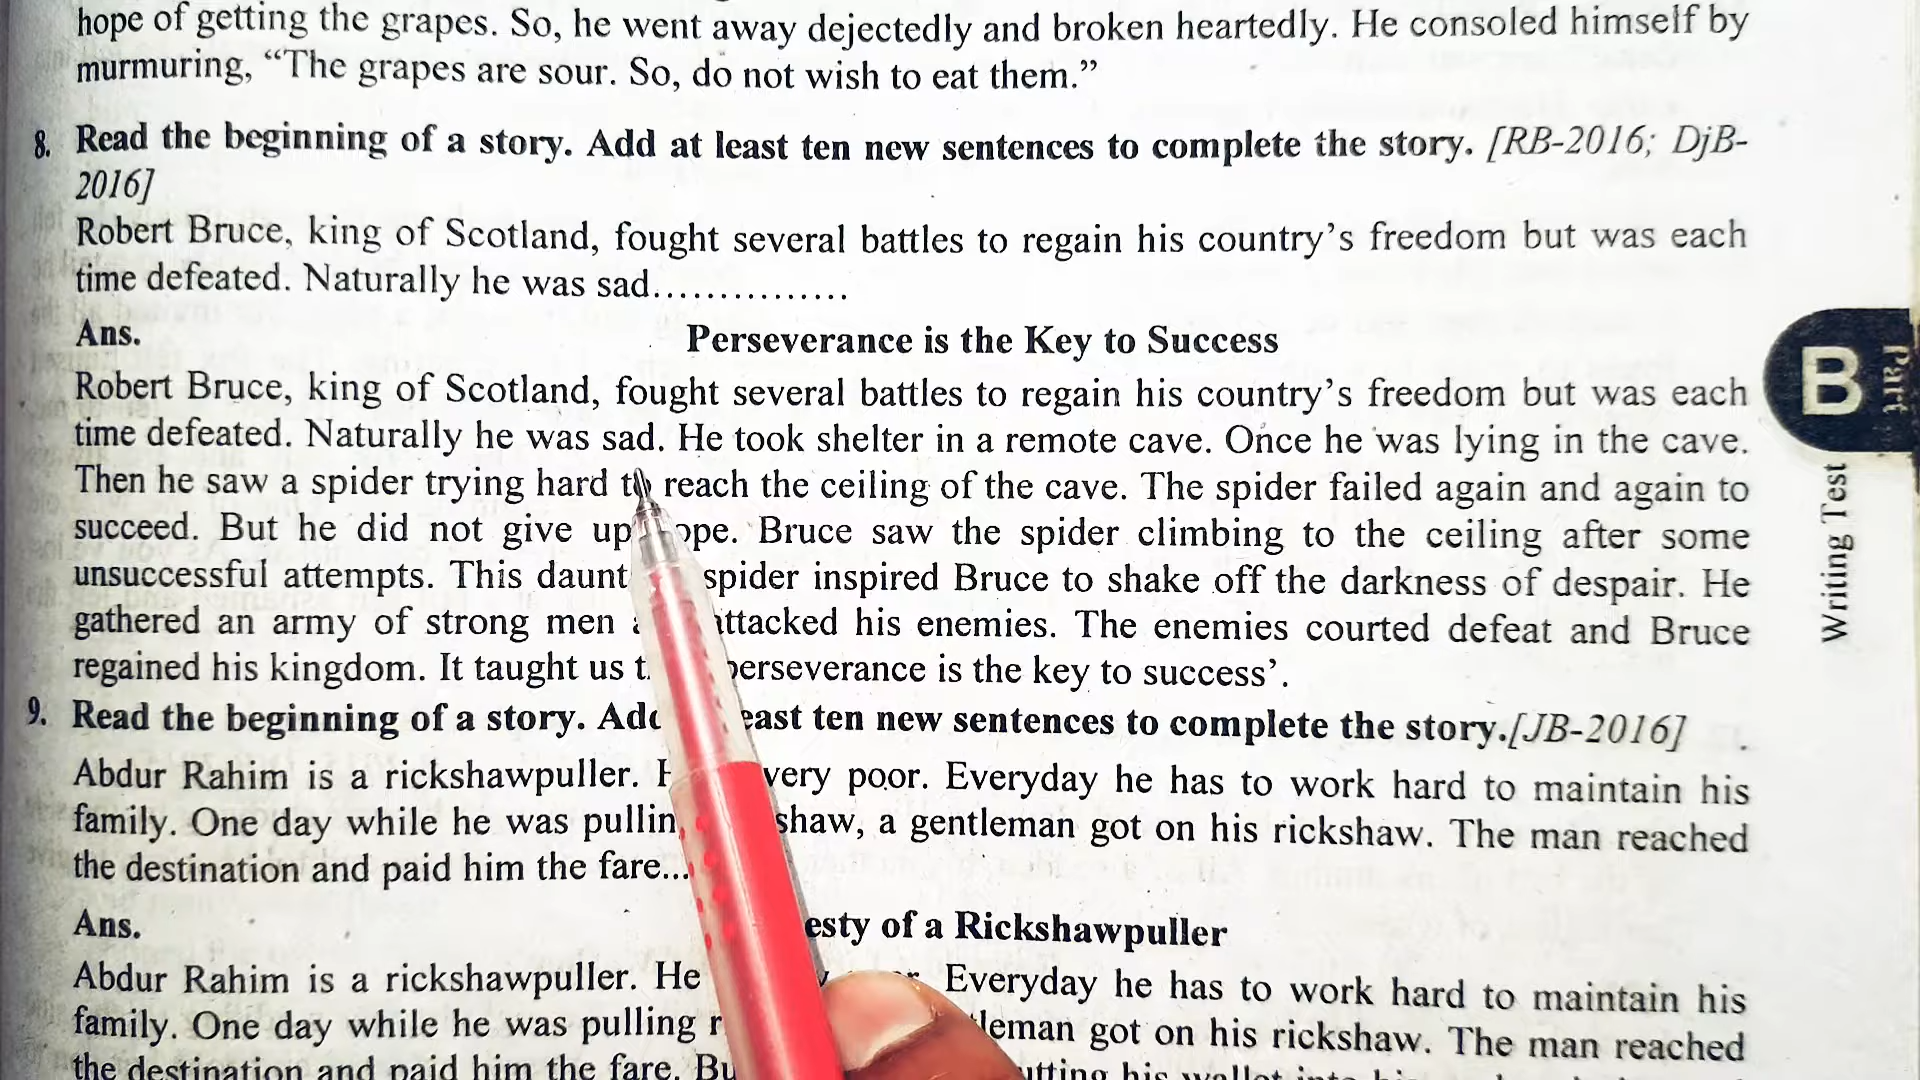 hope of getting the grapes. So, he went away dejectedly and broken heartedly. He consoled himself by
murmuring, “The grapes are sour. So, do not wish to eat them.”
8. Read the beginning of a story. Add at least ten new sentences to complete the story. [RB-2016; DjB-
2016]
Robert Bruce, king of Scotland, fought several battles to regain his country’s freedom but was each
time defeated. Naturally he was sad...............
Ans. Perseverance is the Key to Success
Robert Bruce, king of Scotland, fought several battles to regain his country’s freedom but was each
time defeated. Naturally he was sad. He took shelter in a remote cave. Once he was lying in the cave.
Then he saw a spider trying hard reach the ceiling of the cave. The spider failed again and again to
succeed. But he did not give up Bruce saw the spider climbing to the ceiling after some
unsuccessful attempts. This spider inspired Bruce to shake off the darkness of despair. He
gathered an army of strong men attacked his enemies. The enemies courted defeat and Bruce
regained his kingdom. It taught us perseverance is the key to success’.
9. Read the beginning of a story. Add least ten new sentences to complete the story.[JB-2016]
Abdur Rahim is a rickshawpuller. very poor. Everyday he has to work hard to maintain his
family. One day while he was pulling a gentleman got on his rickshaw. The man reached
the destination and paid him the fare...
Ans. of a Rickshawpuller
Abdur Rahim is a rickshawpuller. He Everyday he has to work hard to maintain his
family. One day while he was pulling got on his rickshaw. The man reached
the destination and paid him the fare.
B
Part
Writing Test